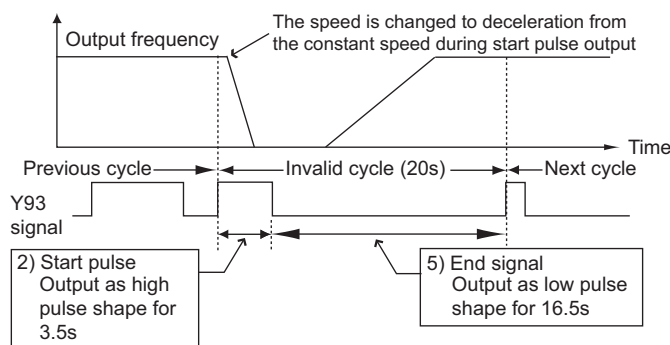 Output frequency
The speed is changed to deceleration from
the constant speed during start pulse output
Time
Previous cycle
Invalid cycle (20s)
Next cycle
Y93
signal
2) Start pulse
Output as high
pulse shape for
3.5s
5) End signal
Output as low pulse
shape for 16.5s